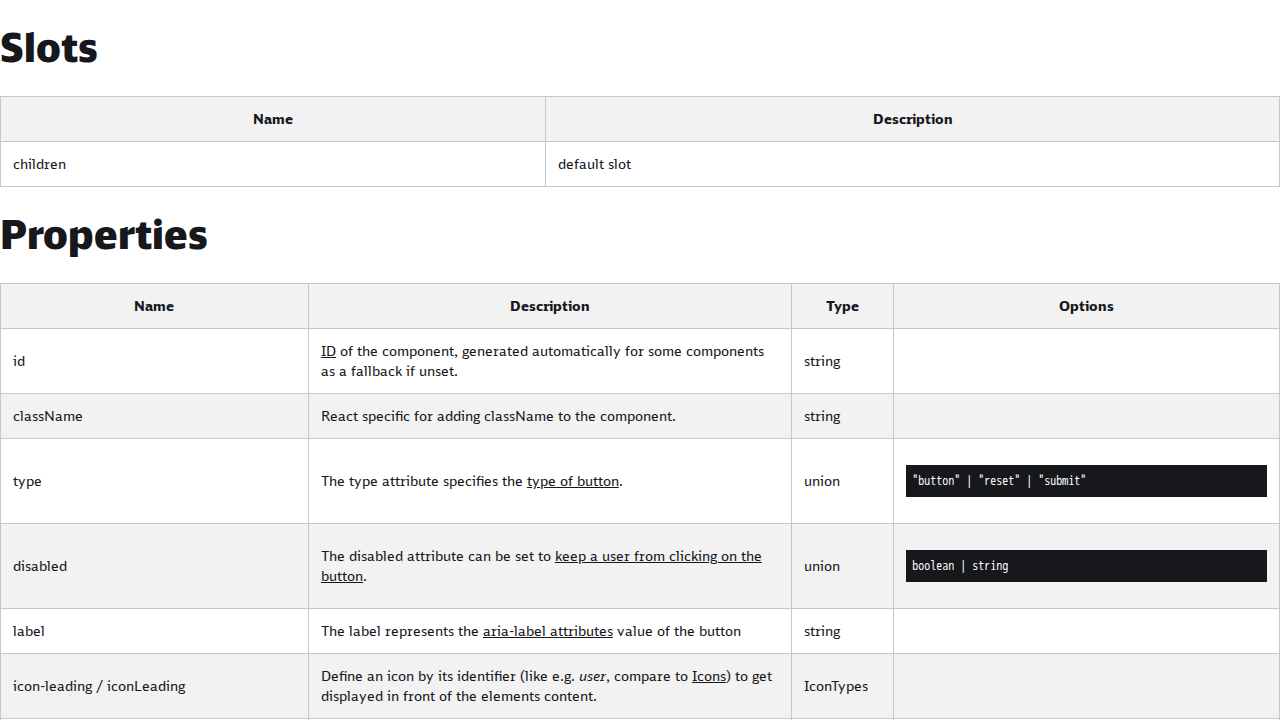 Slots
Name Description
children default slot
Properties
Name Description Type Options
id ID of the component, generated automatically for some components as a fallback if unset. string
className React specific for adding className to the component. string
type The type attribute specifies the type of button. union "button" | "reset" | "submit"
disabled The disabled attribute can be set to keep a user from clicking on the button. union boolean | string
label The label represents the aria-label attributes value of the button string
icon-leading / iconLeading Define an icon by its identifier (like e.g. user, compare to Icons) to get displayed in front of the elements content. IconTypes